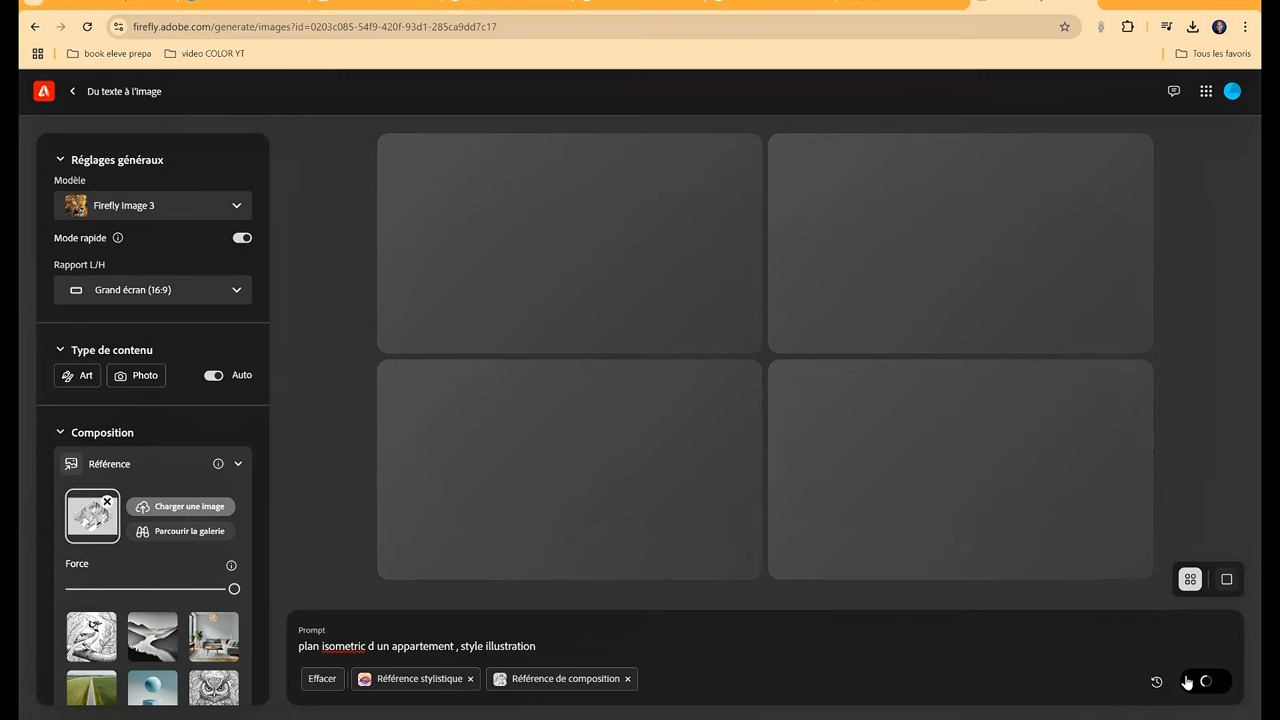 firefly.adobe.com/generate/images?id=0203c085-54f9-420f-93d1-285ca9dd7c17
book eleve prepa
video COLOR YT
Tous les favoris
Du texte à l'image
Réglages généraux
Modèle
Firefly Image 3
Mode rapide
Rapport L/H
Grand écran (16:9)
Type de contenu
Art
Photo
Auto
Composition
Référence
Charger une image
Parcourir la galerie
Force
Prompt
plan isometric d un appartement , style illustration
Effacer
Référence stylistique
Référence de composition